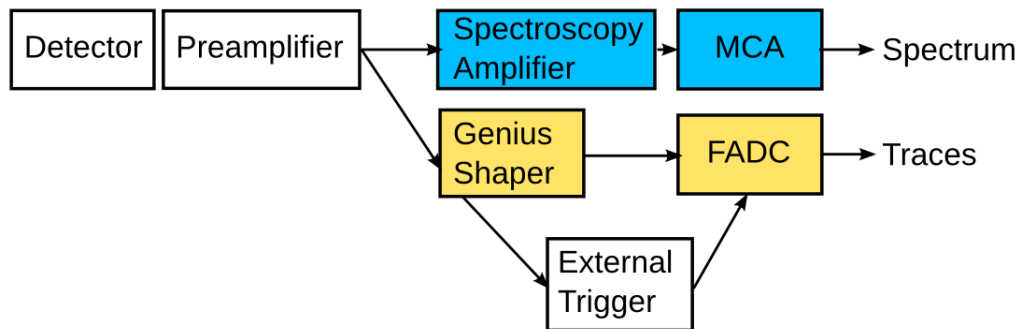 Detector
Preamplifier
Spectroscopy
Amplifier
MCA
Spectrum
Genius
Shaper
FADC
Traces
External
Trigger